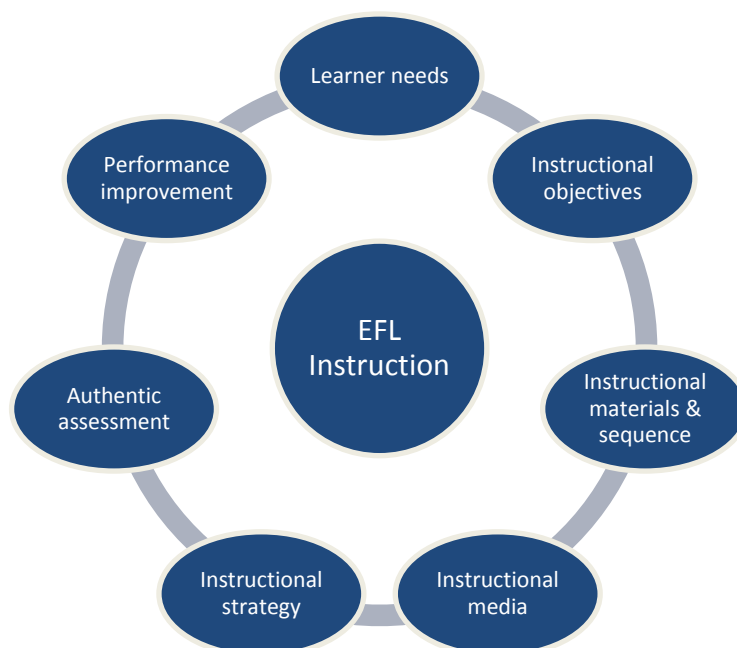 Learner needs
Instructional
objectives
Instructional
materials &
sequence
Instructional
media
Instructional
strategy
Authentic
assessment
Performance
improvement
EFL
Instruction